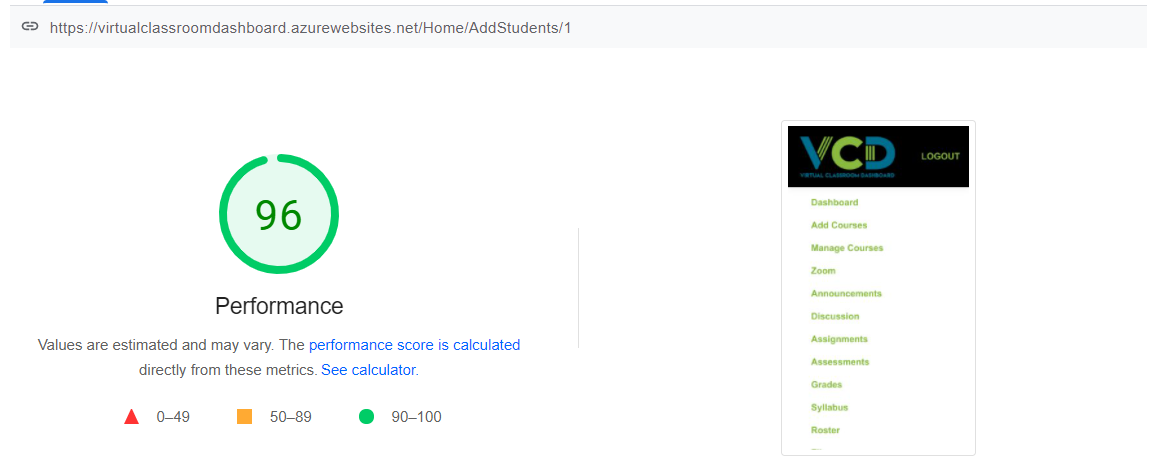 https://virtualclassroomdashboard.azurewebsites.net/Home/AddStudents/1
96
Performance
Values are estimated and may vary. The performance score is calculated
directly from these metrics. See calculator.
0–49
50–89
90–100
VCD
VIRTUAL CLASSROOM DASHBOARD
LOGOUT
Dashboard
Add Courses
Manage Courses
Zoom
Announcements
Discussion
Assignments
Assessments
Grades
Syllabus
Roster